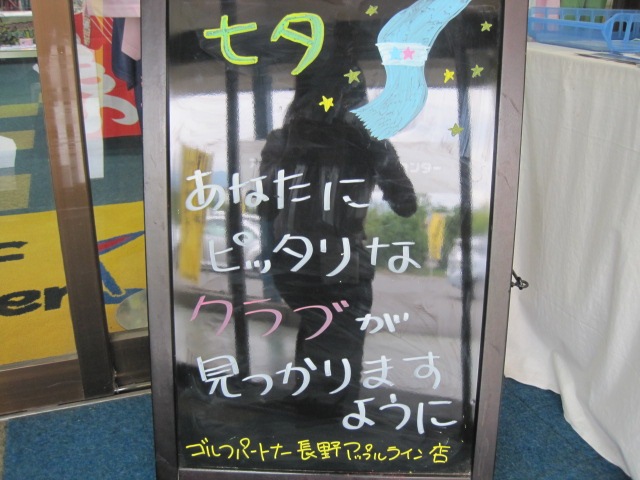 七夕
あなたに
ピッタリな
クラブが
見つかります
ように
ゴルフパートナー長野アップルライン店